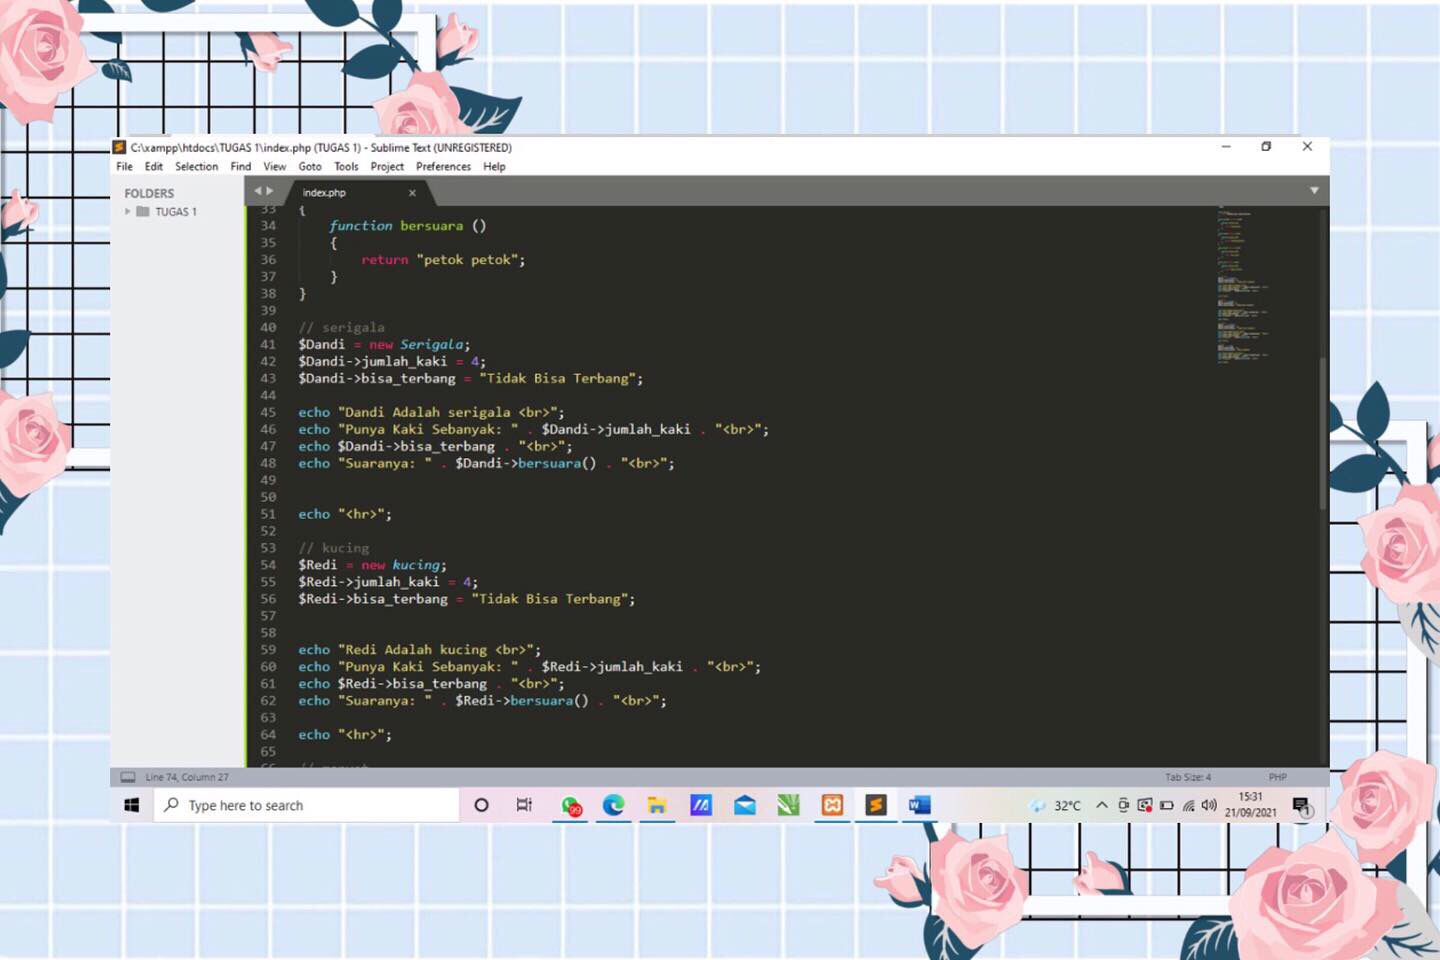 C:\xampp\htdocs\TUGAS 1\index.php (TUGAS 1) - Sublime Text (UNREGISTERED)
File Edit Selection Find View Goto Tools Project Preferences Help
FOLDERS
TUGAS 1
index.php
33 {
34 function bersuara ()
35 {
36 return "petok petok";
37 }
38 }
39
40 // serigala
41 $Dandi = new Serigala;
42 $Dandi->jumlah_kaki = 4;
43 $Dandi->bisa_terbang = "Tidak Bisa Terbang";
44
45 echo "Dandi Adalah serigala <br>";
46 echo "Punya Kaki Sebanyak: " . $Dandi->jumlah_kaki . "<br>";
47 echo $Dandi->bisa_terbang . "<br>";
48 echo "Suaranya: " . $Dandi->bersuara() . "<br>";
49
50
51 echo "<hr>";
52
53 // kucing
54 $Redi = new kucing;
55 $Redi->jumlah_kaki = 4;
56 $Redi->bisa_terbang = "Tidak Bisa Terbang";
57
58
59 echo "Redi Adalah kucing <br>";
60 echo "Punya Kaki Sebanyak: " . $Redi->jumlah_kaki . "<br>";
61 echo $Redi->bisa_terbang . "<br>";
62 echo "Suaranya: " . $Redi->bersuara() . "<br>";
63
64 echo "<hr>";
65
Line 74, Column 27
Tab Size: 4 PHP
Type here to search
99
32°C
15:31
21/09/2021
1